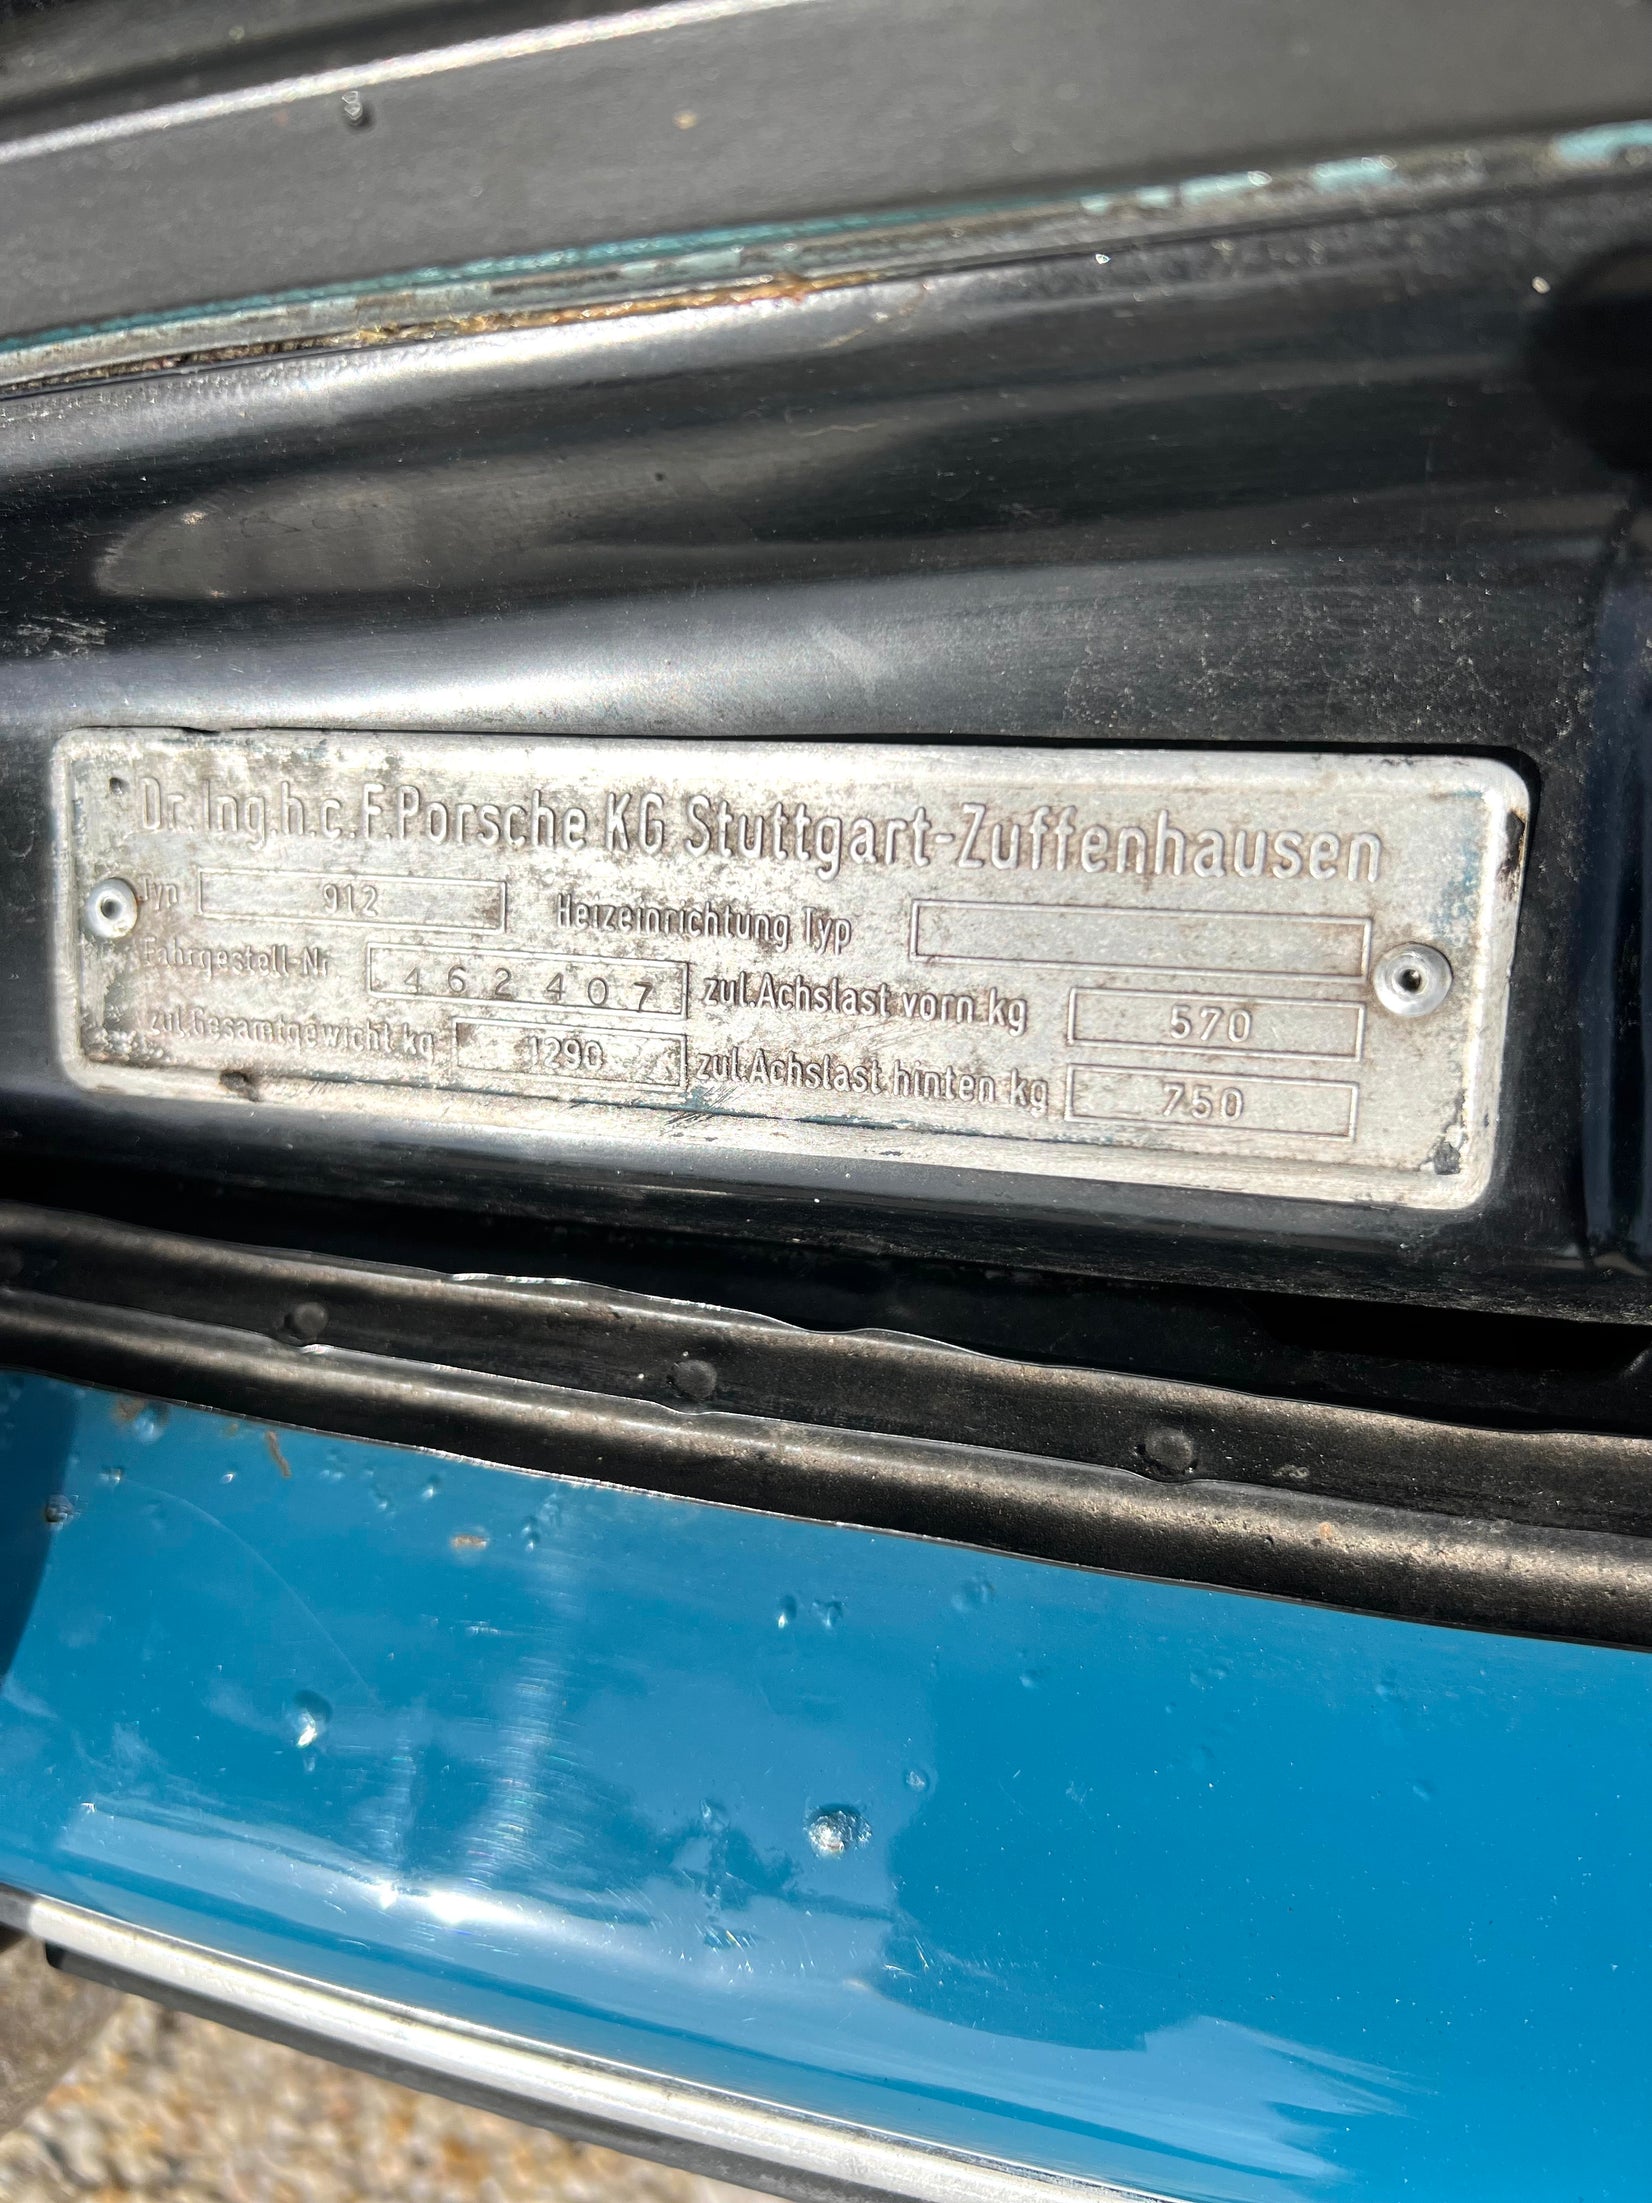 Dr. Ing.h.c.F.Porsche KG Stuttgart-Zuffenhausen
Typ 912 Heizeinrichtung Typ
Fahrgestell-Nr 462407 zul.Achslast vorn kg 570
zul.Gesamtgewicht kg 1290 zul.Achslast hinten kg 750